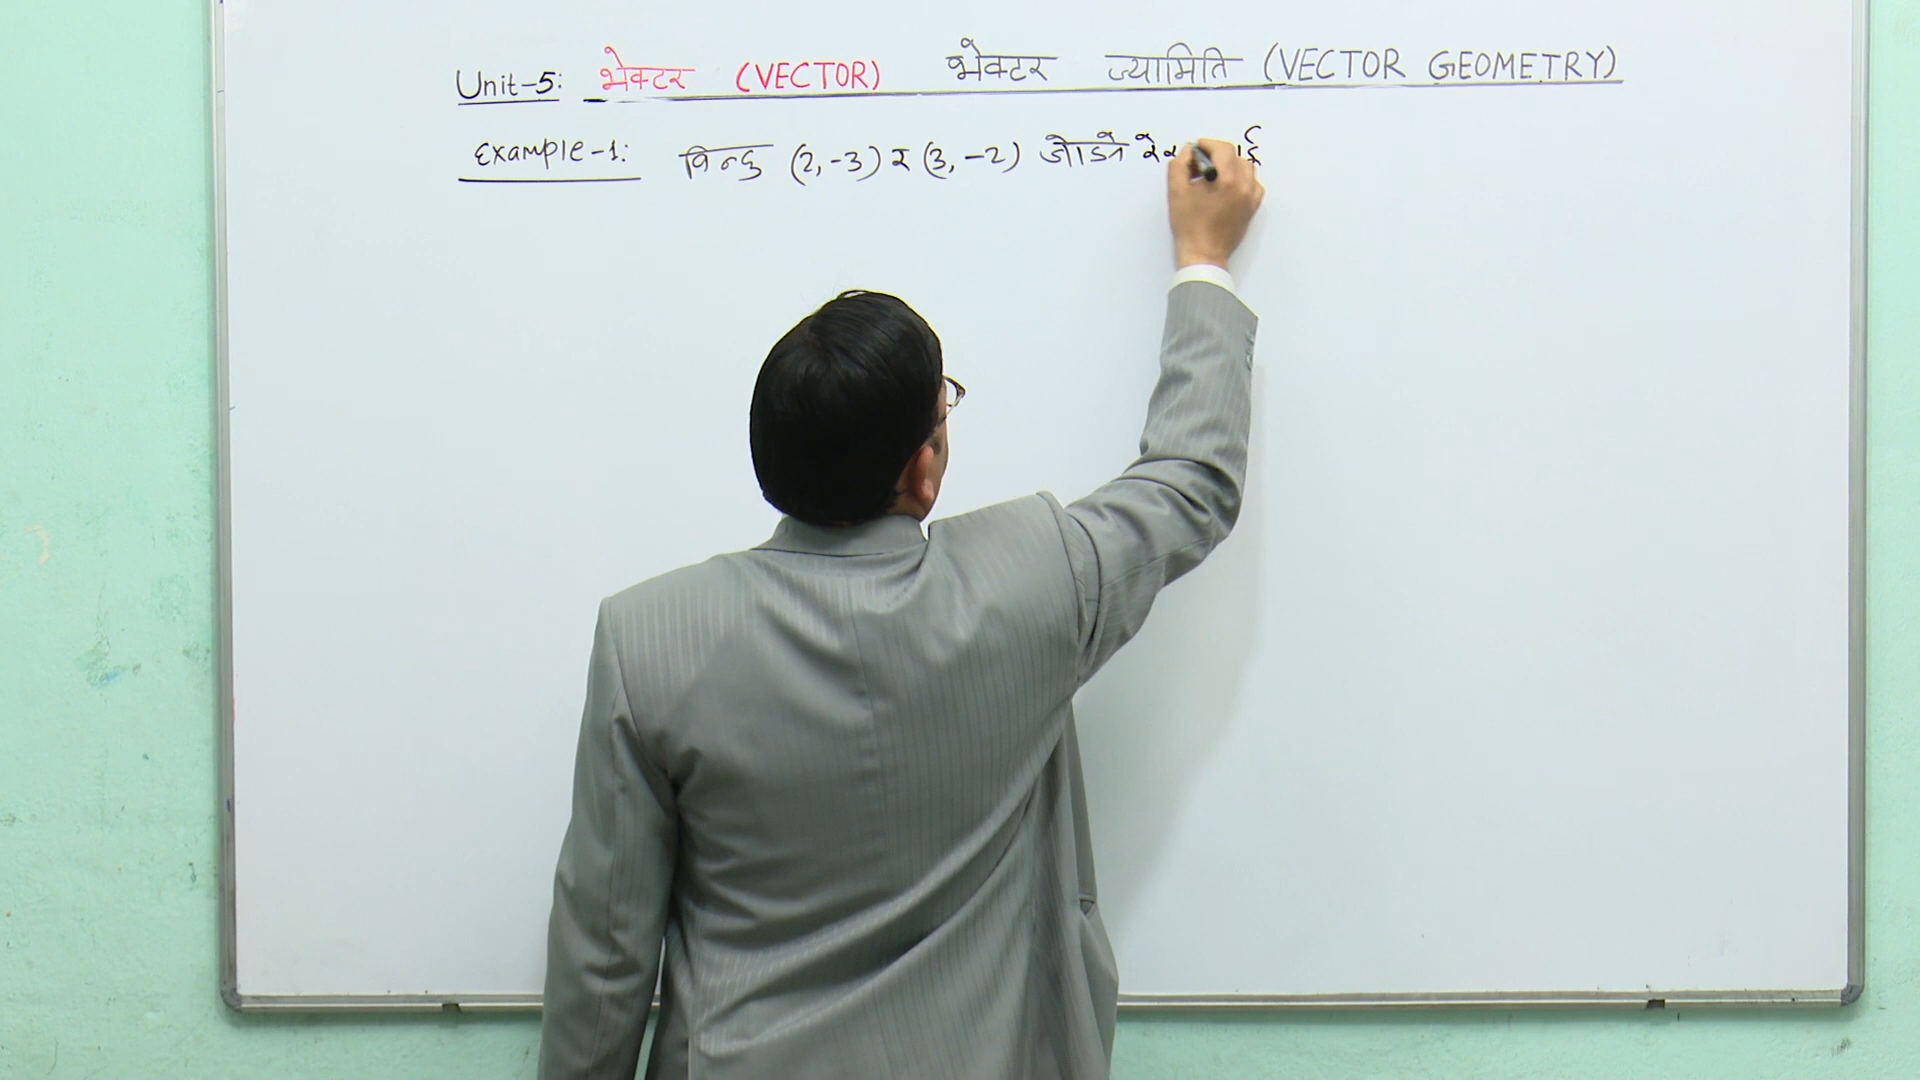 Unit-5: भेक्टर (VECTOR) भेक्टर ज्यामिति (VECTOR GEOMETRY)
Example-1: विन्दु (2,-3) र (3,-2) जोड्ने